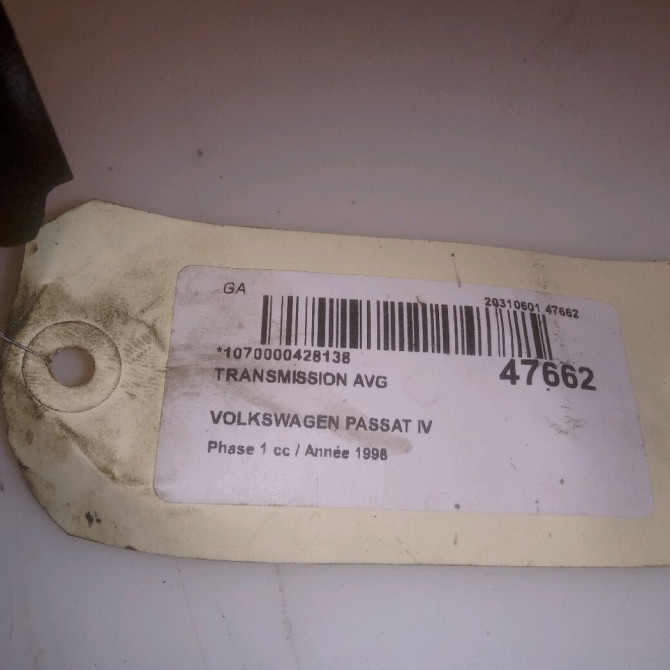 GA
20310601 47662
*1070000428138
47662
TRANSMISSION AVG
VOLKSWAGEN PASSAT IV
Phase 1 cc / Année 1998